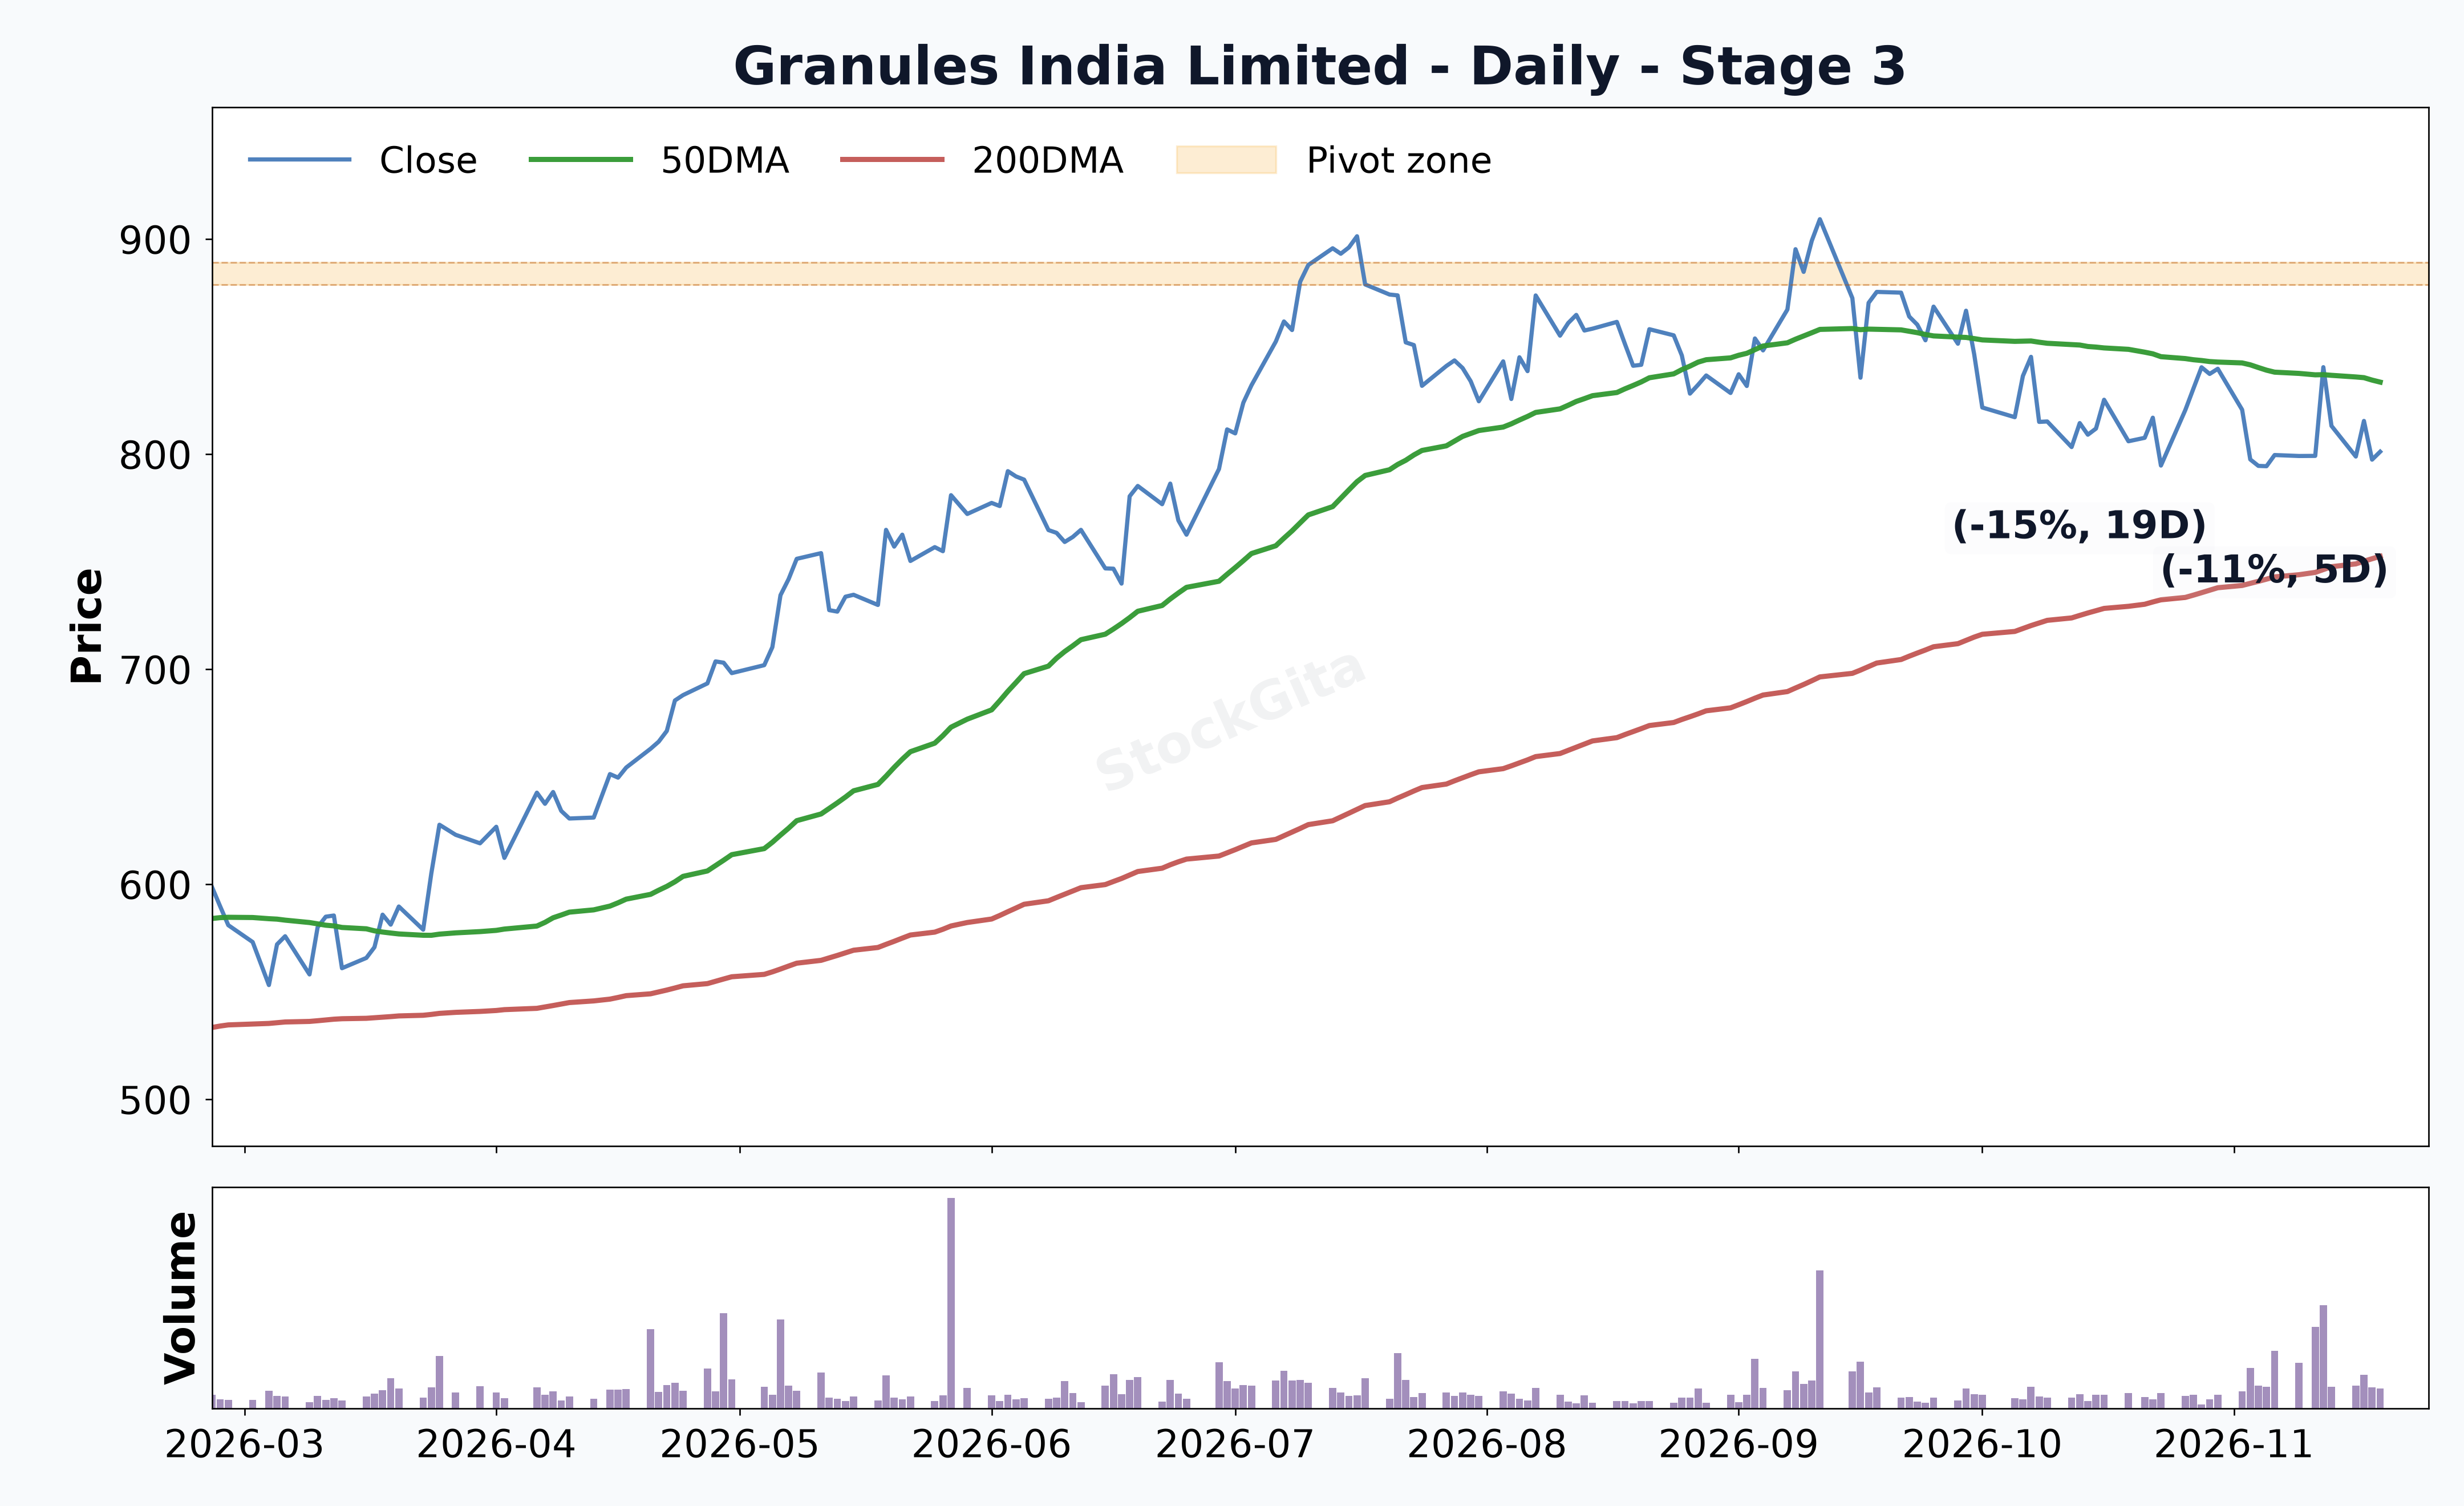 Granules India Limited - Daily - Stage 3
Close
50DMA
200DMA
Pivot zone
Price
900
800
700
600
500
(-15%, 19D)
(-11%, 5D)
StockGita
Volume
2026-03
2026-04
2026-05
2026-06
2026-07
2026-08
2026-09
2026-10
2026-11